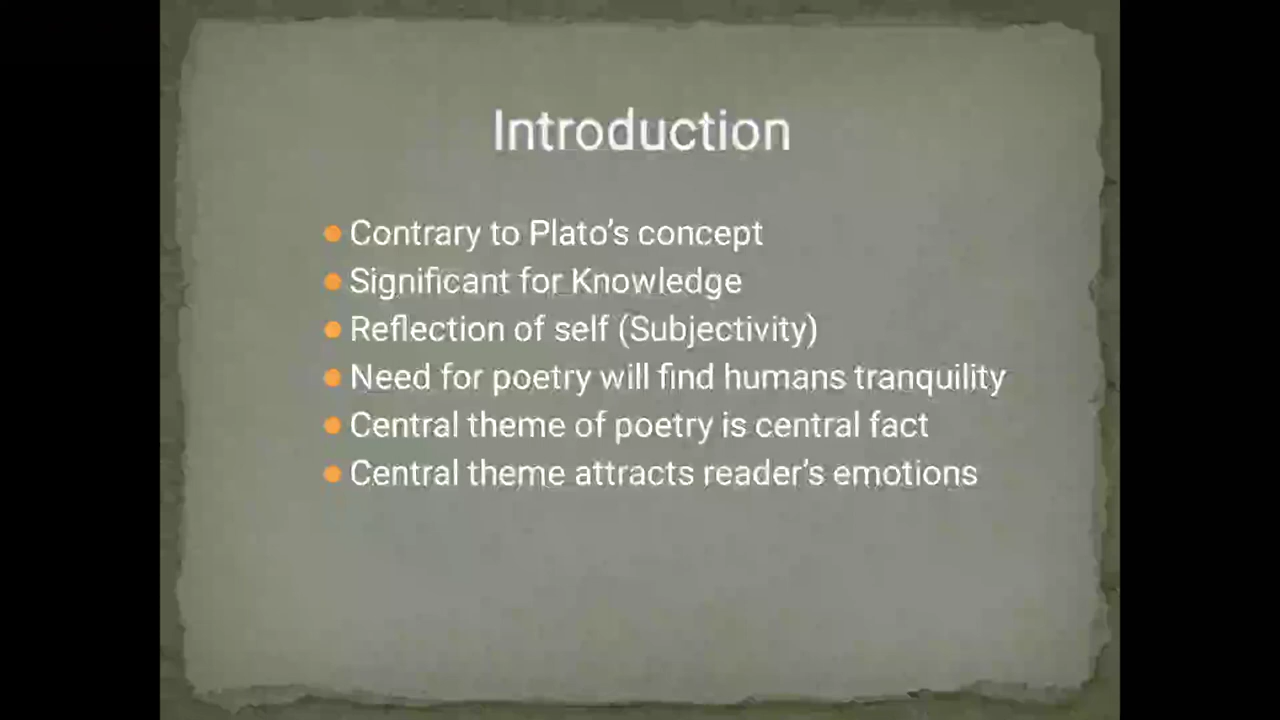 Introduction
Contrary to Plato's concept
Significant for Knowledge
Reflection of self (Subjectivity)
Need for poetry will find humans tranquility
Central theme of poetry is central fact
Central theme attracts reader's emotions